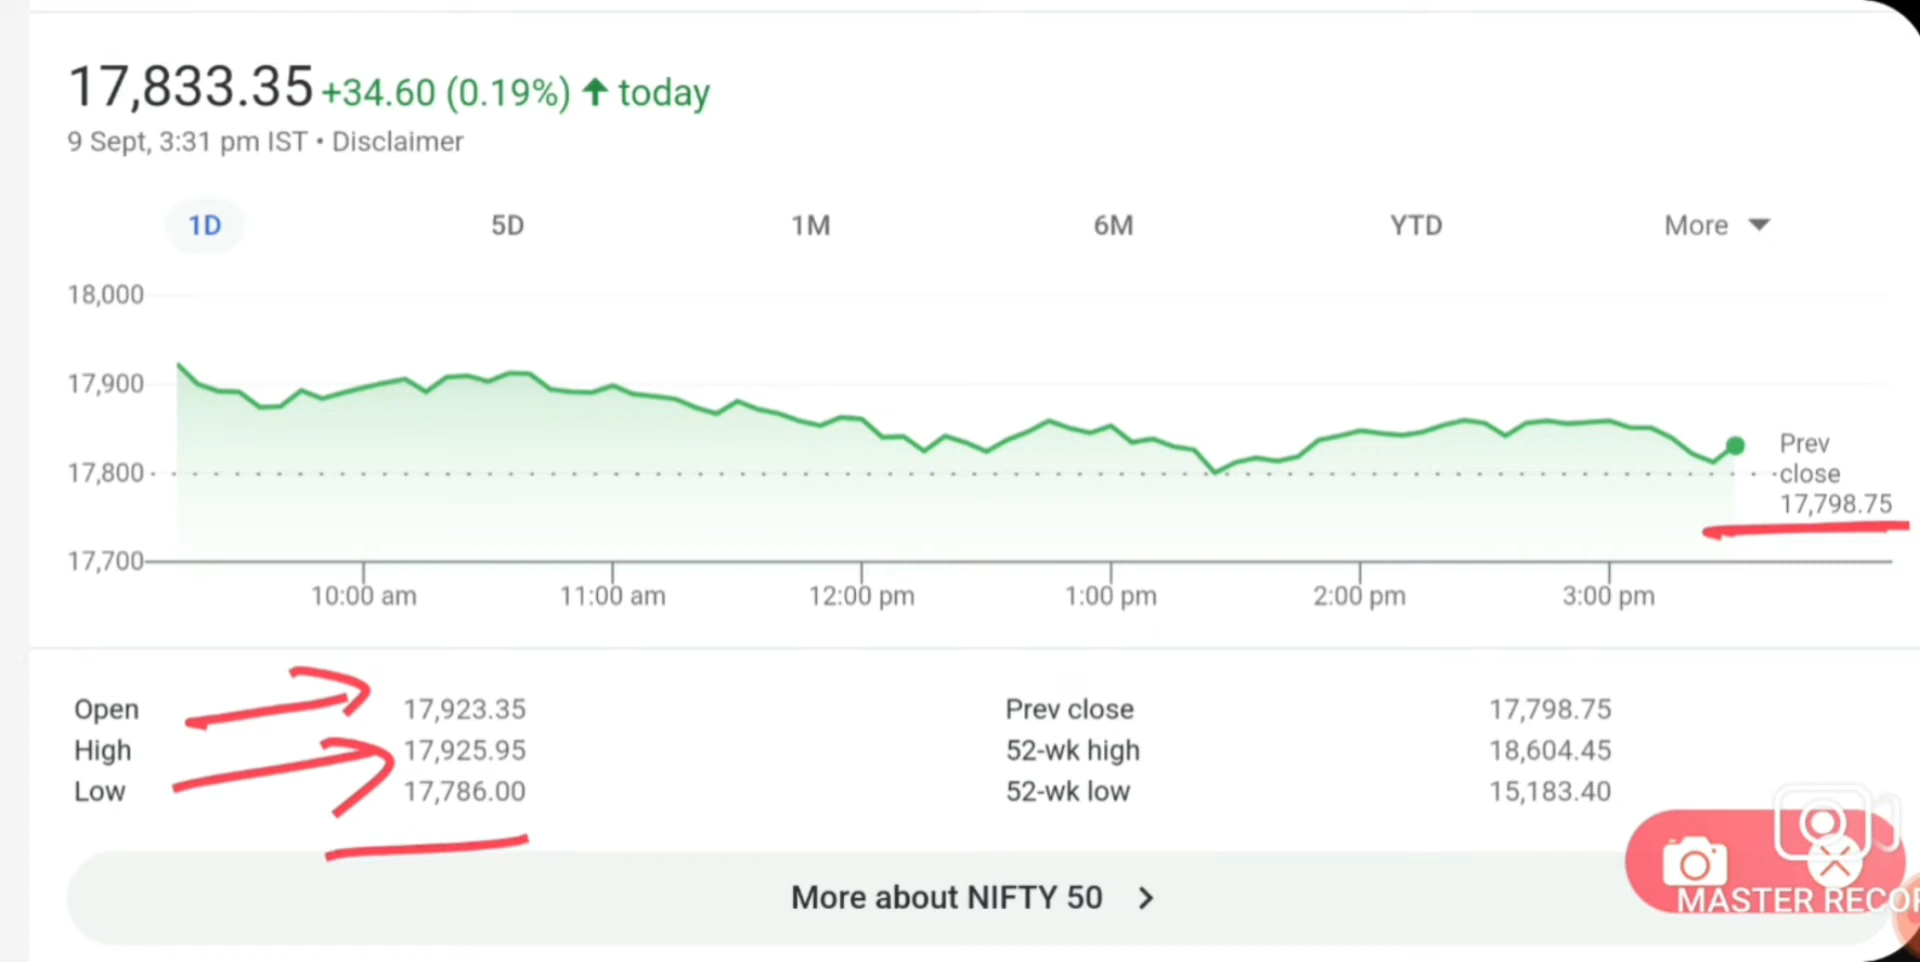 17,833.35 +34.60 (0.19%) ↑ today
9 Sept, 3:31 pm IST • Disclaimer
1D 5D 1M 6M YTD More
18,000
17,900
17,800
17,700
Prev
close
17,798.75
10:00 am 11:00 am 12:00 pm 1:00 pm 2:00 pm 3:00 pm
Open 17,923.35 Prev close 17,798.75
High 17,925.95 52-wk high 18,604.45
Low 17,786.00 52-wk low 15,183.40
More about NIFTY 50
MASTER RECOR